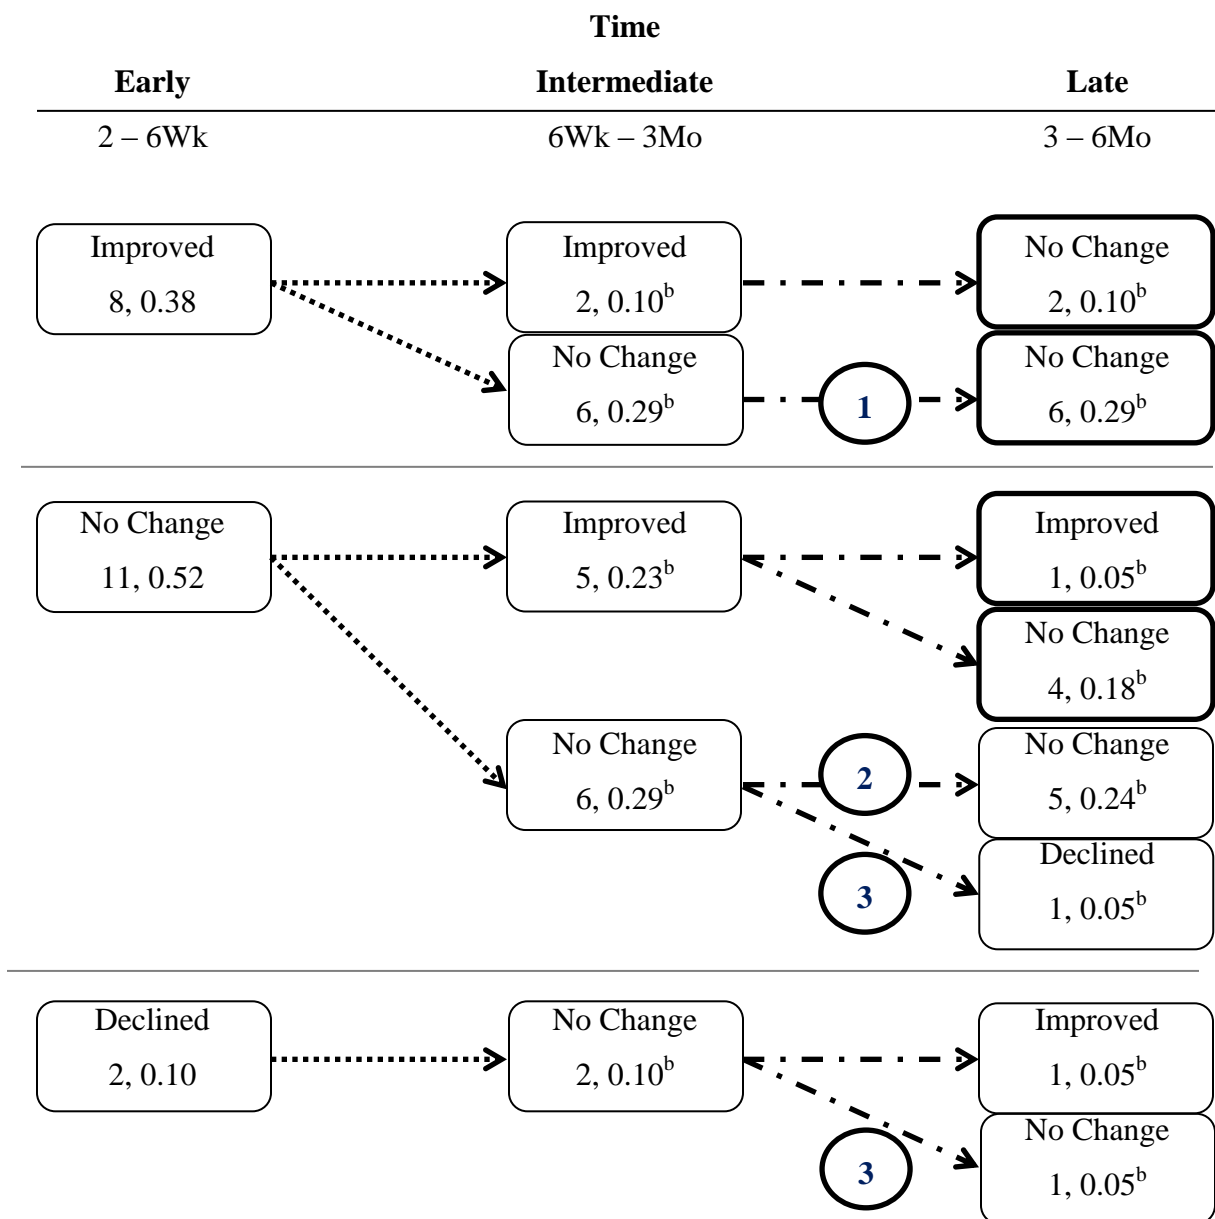 Time
Early Intermediate Late
2 – 6Wk 6Wk – 3Mo 3 – 6Mo
Improved
8, 0.38
Improved
2, 0.10ᵇ
No Change
2, 0.10ᵇ
No Change
6, 0.29ᵇ
1
No Change
6, 0.29ᵇ
No Change
11, 0.52
Improved
5, 0.23ᵇ
Improved
1, 0.05ᵇ
No Change
4, 0.18ᵇ
No Change
6, 0.29ᵇ
2
No Change
5, 0.24ᵇ
3
Declined
1, 0.05ᵇ
Declined
2, 0.10
No Change
2, 0.10ᵇ
Improved
1, 0.05ᵇ
3
No Change
1, 0.05ᵇ